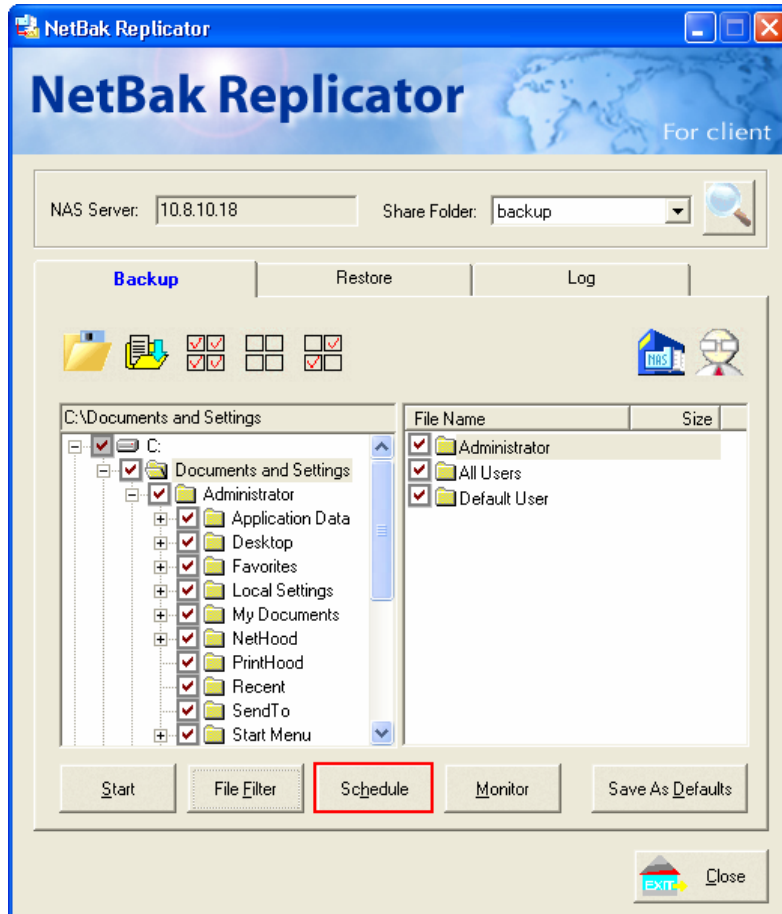 NetBak Replicator
NetBak Replicator
For client
NAS Server: 10.8.10.18 Share Folder: backup
Backup Restore Log
NAS
C:\Documents and Settings
C:
Documents and Settings
Administrator
Application Data
Desktop
Favorites
Local Settings
My Documents
NetHood
PrintHood
Recent
SendTo
Start Menu
File Name Size
Administrator
All Users
Default User
Start File Filter Schedule Monitor Save As Defaults
EXIT Close